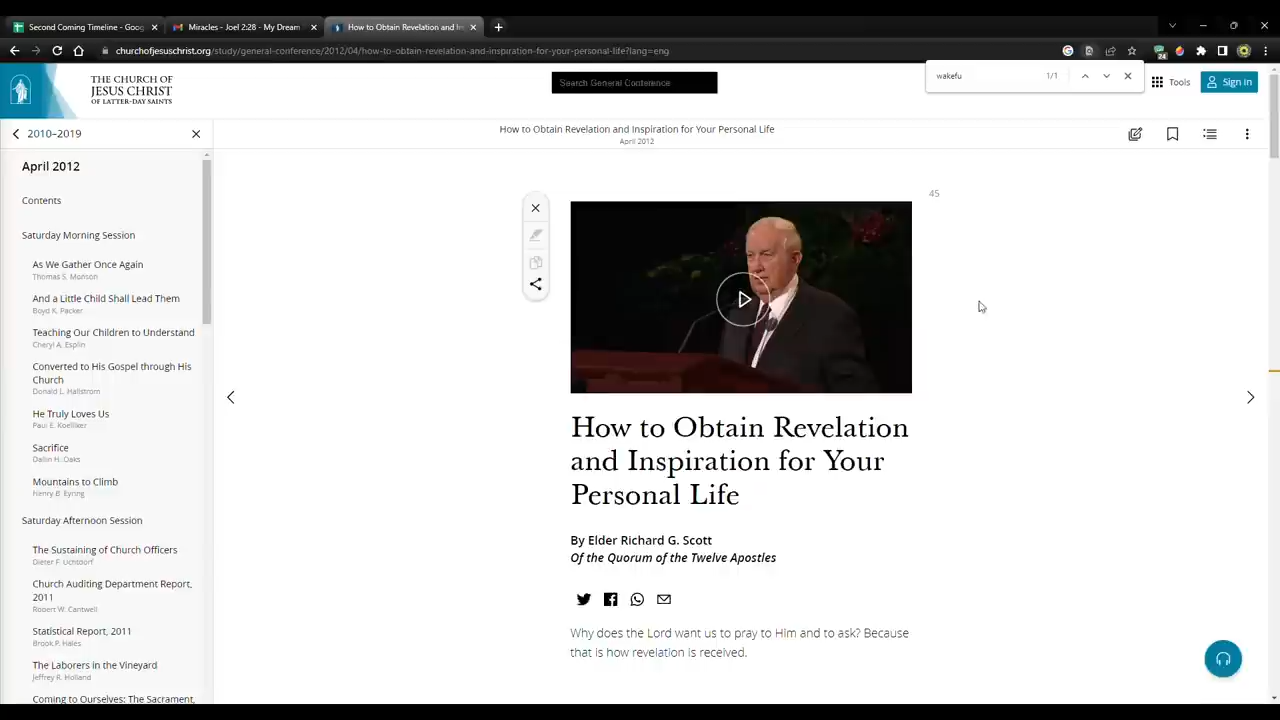 Second Coming Timeline - Goog
Miracles - Joel 2:28 - My Dream
How to Obtain Revelation and In
churchofjesuschrist.org/study/general-conference/2012/04/how-to-obtain-revelation-and-inspiration-for-your-personal-life?lang=eng
24
wakefu
1/1
THE CHURCH OF
JESUS CHRIST
OF LATTER-DAY SAINTS
Search General Conference
Tools
Sign In
2010–2019
How to Obtain Revelation and Inspiration for Your Personal Life
April 2012
April 2012
Contents
Saturday Morning Session
As We Gather Once Again
Thomas S. Monson
And a Little Child Shall Lead Them
Boyd K. Packer
Teaching Our Children to Understand
Cheryl A. Esplin
Converted to His Gospel through His
Church
Donald L. Hallstrom
He Truly Loves Us
Paul E. Koelliker
Sacrifice
Dallin H. Oaks
Mountains to Climb
Henry B. Eyring
Saturday Afternoon Session
The Sustaining of Church Officers
Dieter F. Uchtdorf
Church Auditing Department Report,
2011
Robert W. Cantwell
Statistical Report, 2011
Brook P. Hales
The Laborers in the Vineyard
Jeffrey R. Holland
Coming to Ourselves: The Sacrament,
45
How to Obtain Revelation
and Inspiration for Your
Personal Life
By Elder Richard G. Scott
Of the Quorum of the Twelve Apostles
Why does the Lord want us to pray to Him and to ask? Because
that is how revelation is received.